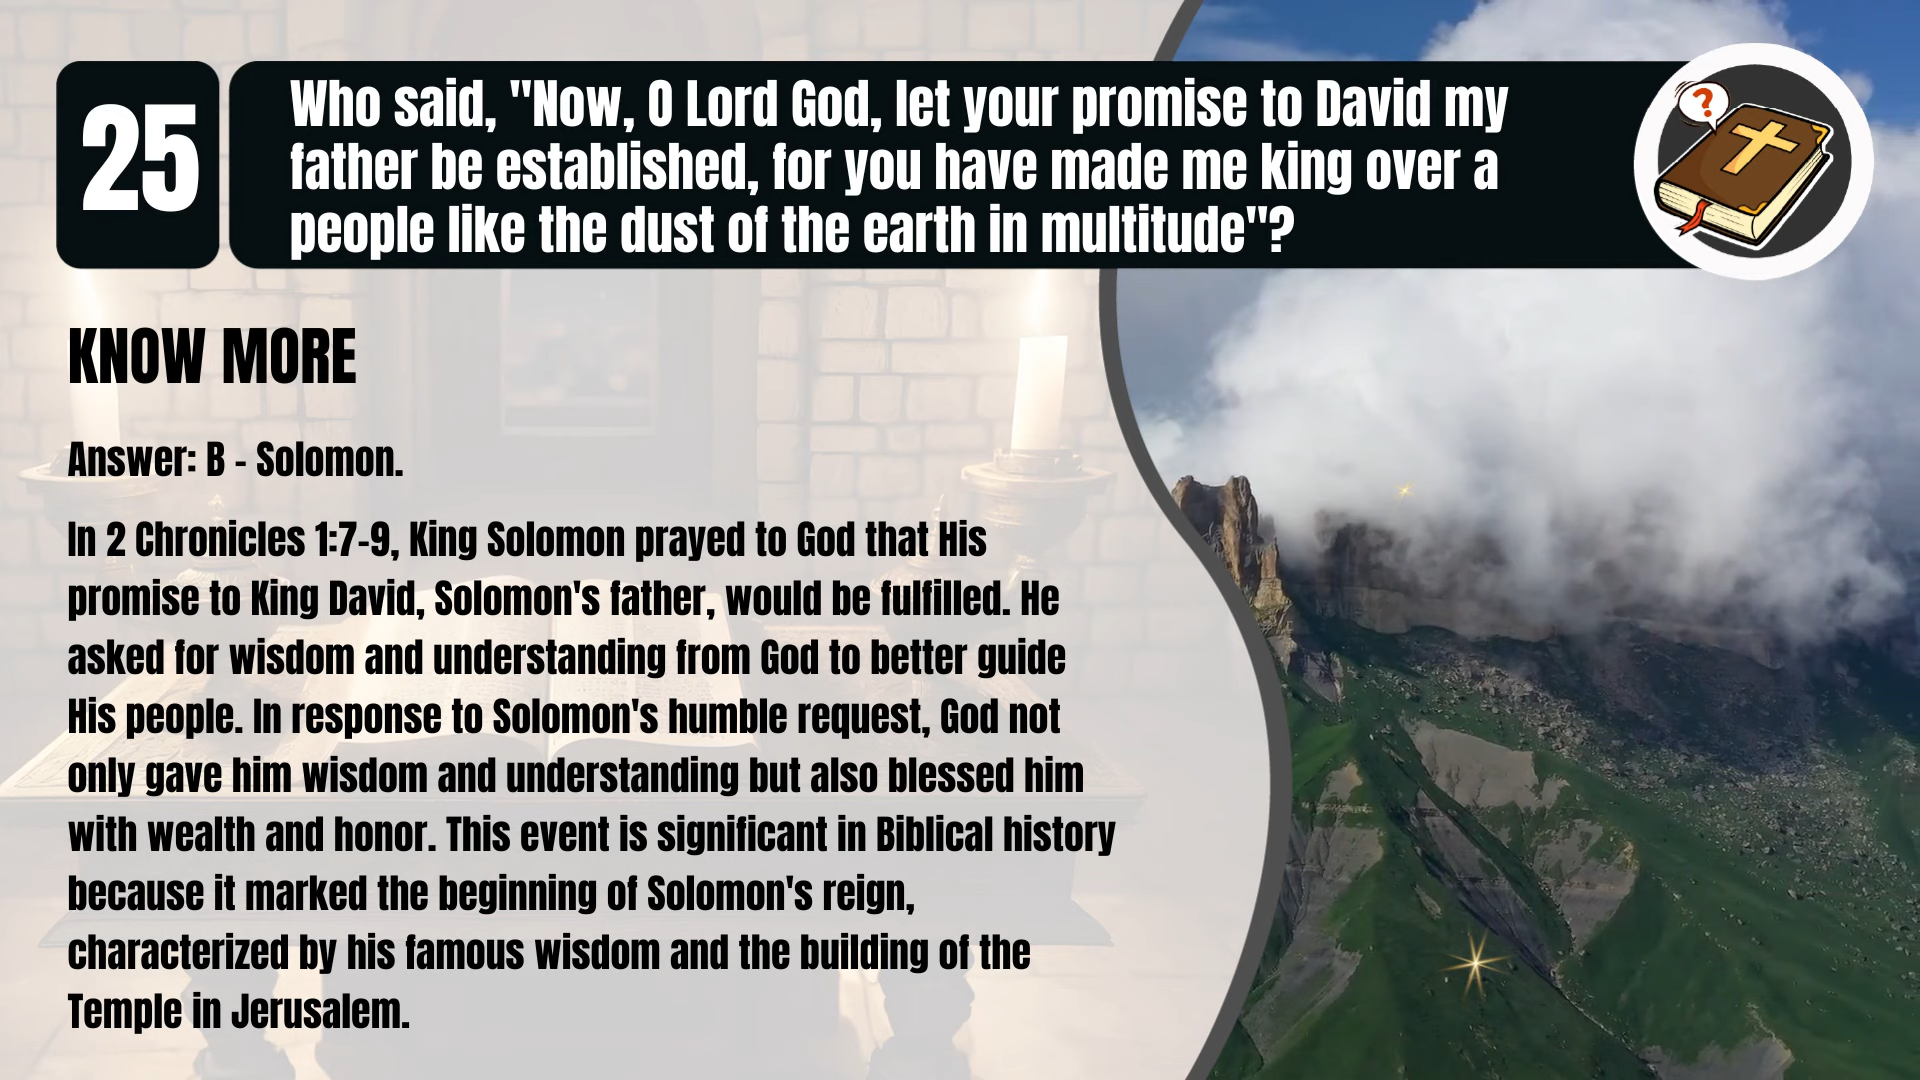 25
Who said, "Now, O Lord God, let your promise to David my
father be established, for you have made me king over a
people like the dust of the earth in multitude"?
?
KNOW MORE
Answer: B - Solomon.
In 2 Chronicles 1:7-9, King Solomon prayed to God that His
promise to King David, Solomon's father, would be fulfilled. He
asked for wisdom and understanding from God to better guide
His people. In response to Solomon's humble request, God not
only gave him wisdom and understanding but also blessed him
with wealth and honor. This event is significant in Biblical history
because it marked the beginning of Solomon's reign,
characterized by his famous wisdom and the building of the
Temple in Jerusalem.